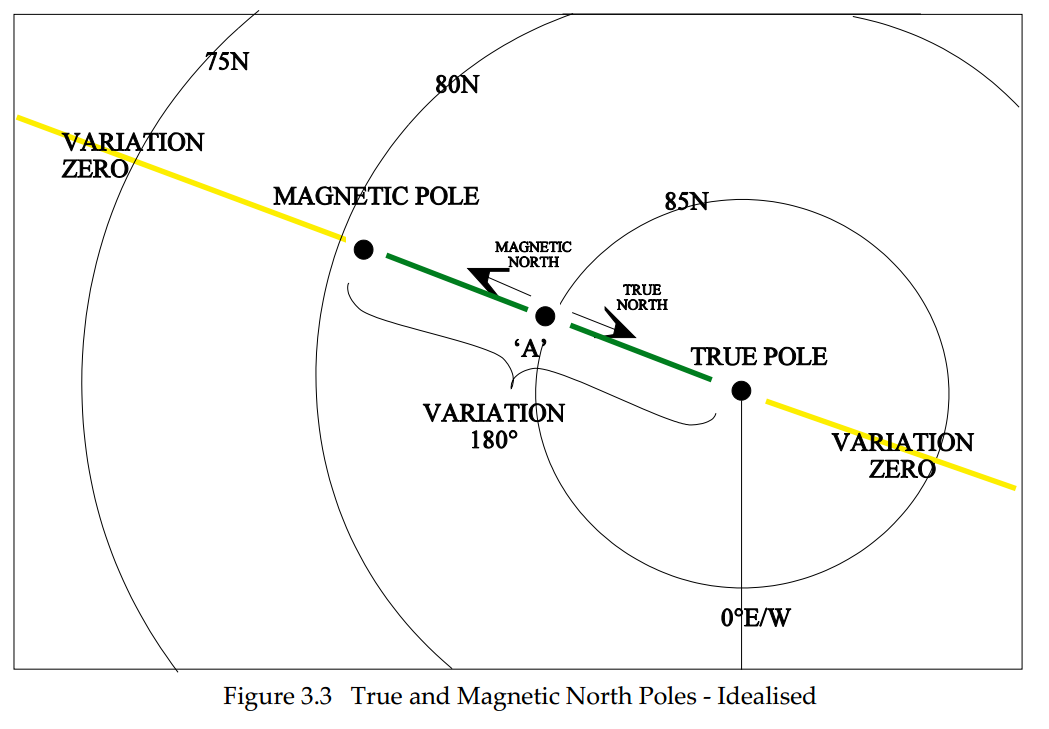 75N
80N
VARIATION
ZERO
MAGNETIC POLE
85N
MAGNETIC
NORTH
TRUE
NORTH
‘A’
TRUE POLE
VARIATION
180°
VARIATION
ZERO
0°E/W
Figure 3.3 True and Magnetic North Poles - Idealised